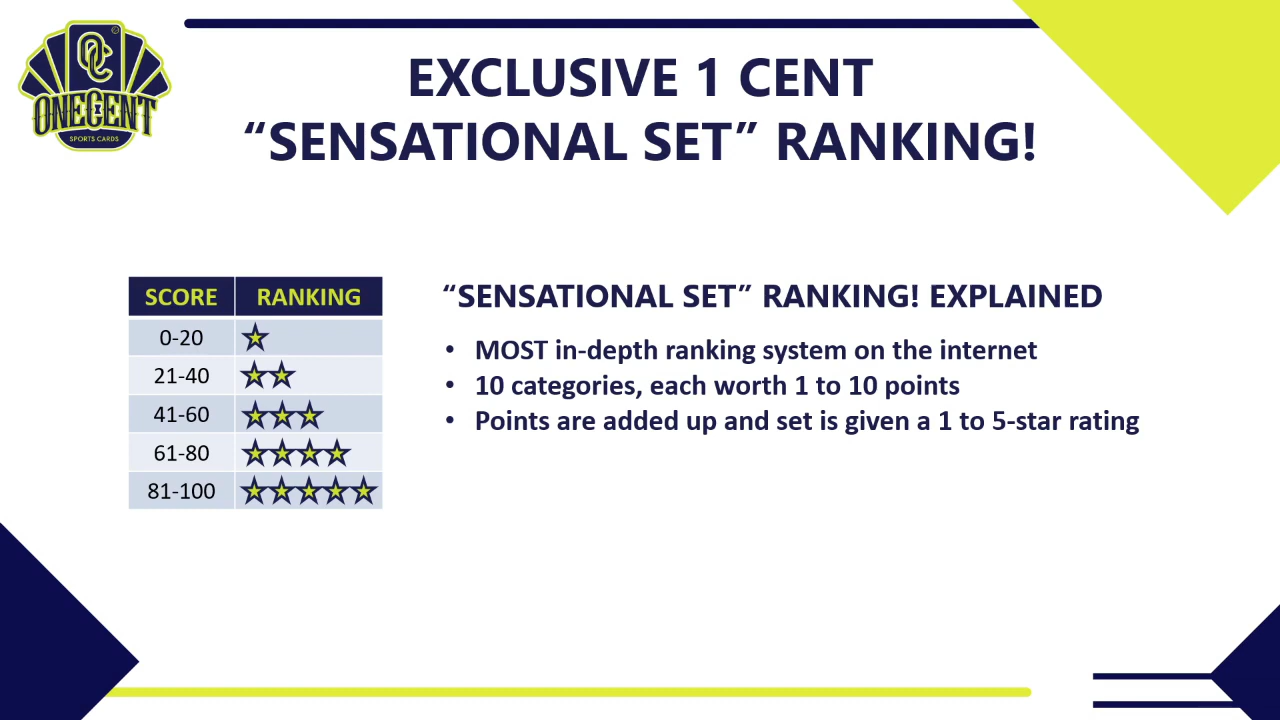 OC
ONECENT
SPORTS CARDS
EXCLUSIVE 1 CENT
“SENSATIONAL SET” RANKING!
SCORE RANKING
0-20
21-40
41-60
61-80
81-100
“SENSATIONAL SET” RANKING! EXPLAINED
• MOST in-depth ranking system on the internet
• 10 categories, each worth 1 to 10 points
• Points are added up and set is given a 1 to 5-star rating